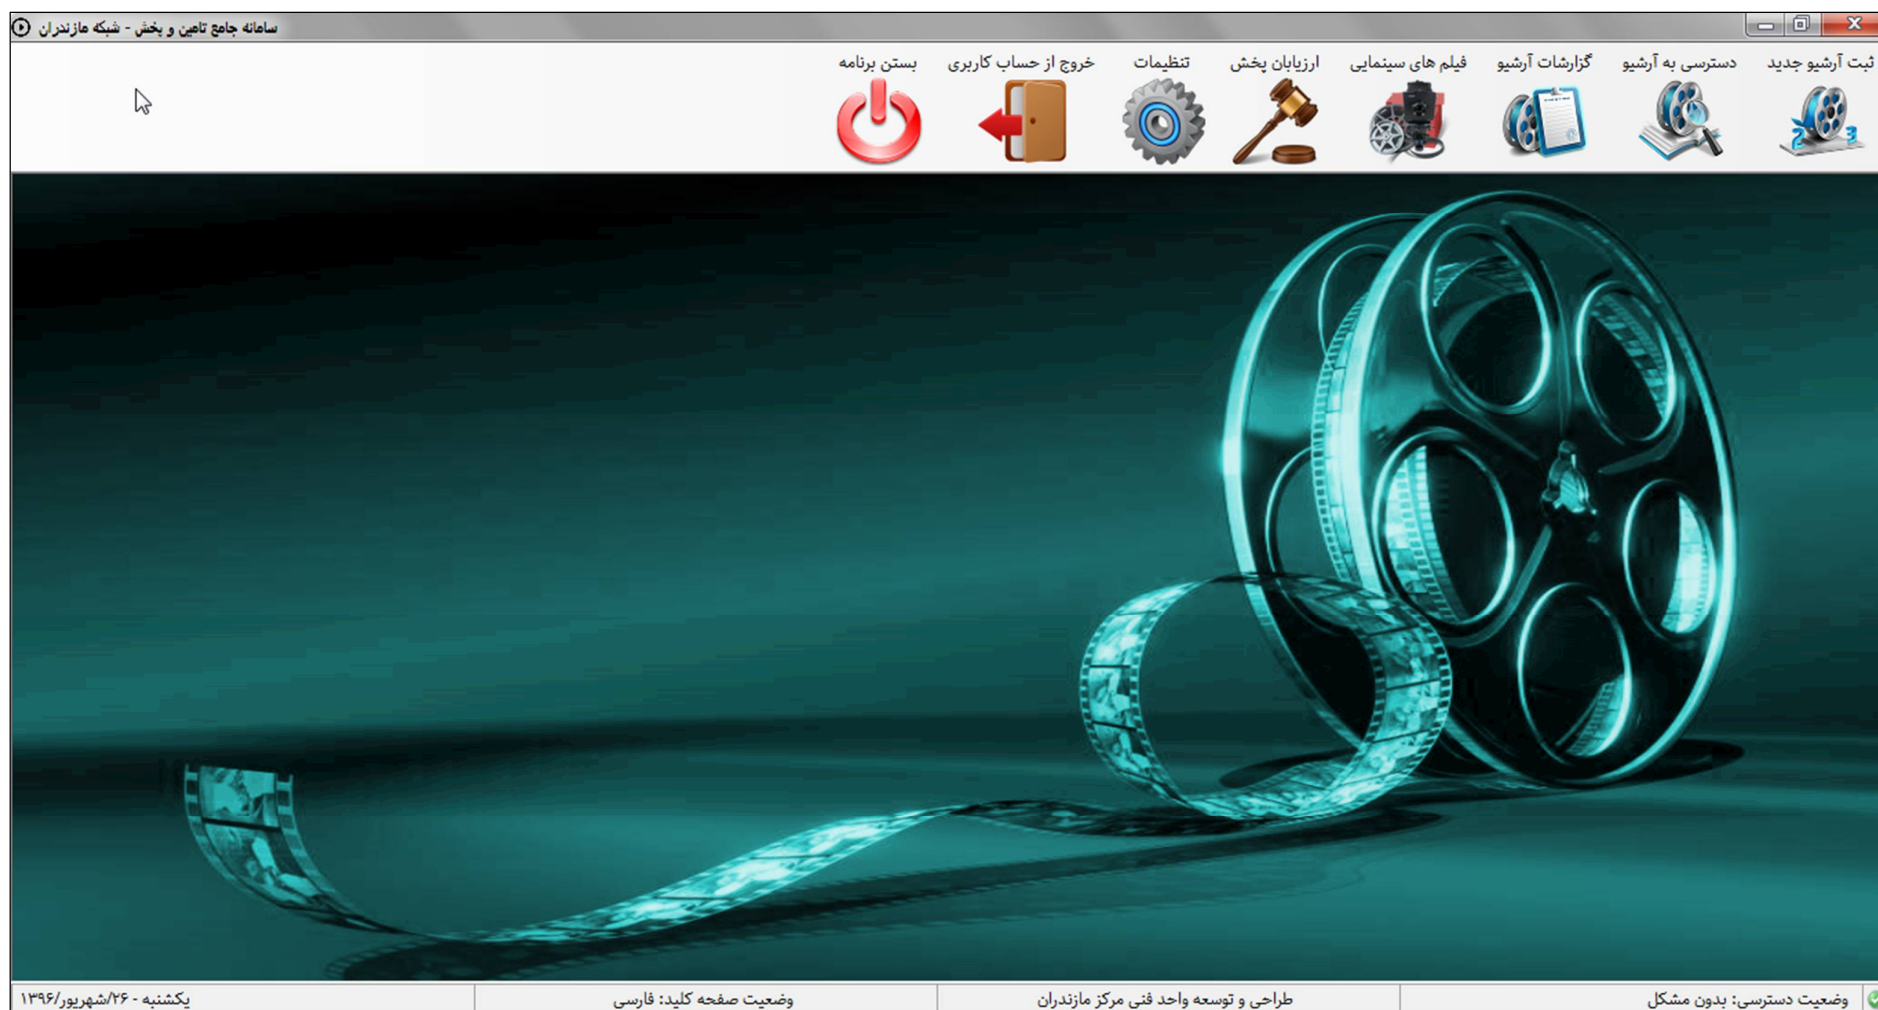 سامانه جامع تامین و پخش - شبکه مازندران
ثبت آرشیو جدید
دسترسی به آرشیو
گزارشات آرشیو
فیلم های سینمایی
ارزیابان پخش
تنظیمات
خروج از حساب کاربری
بستن برنامه
2 3
وضعیت دسترسی: بدون مشکل
طراحی و توسعه واحد فنی مرکز مازندران
وضعیت صفحه کلید: فارسی
یکشنبه - ۲۶/شهریور/۱۳۹۶